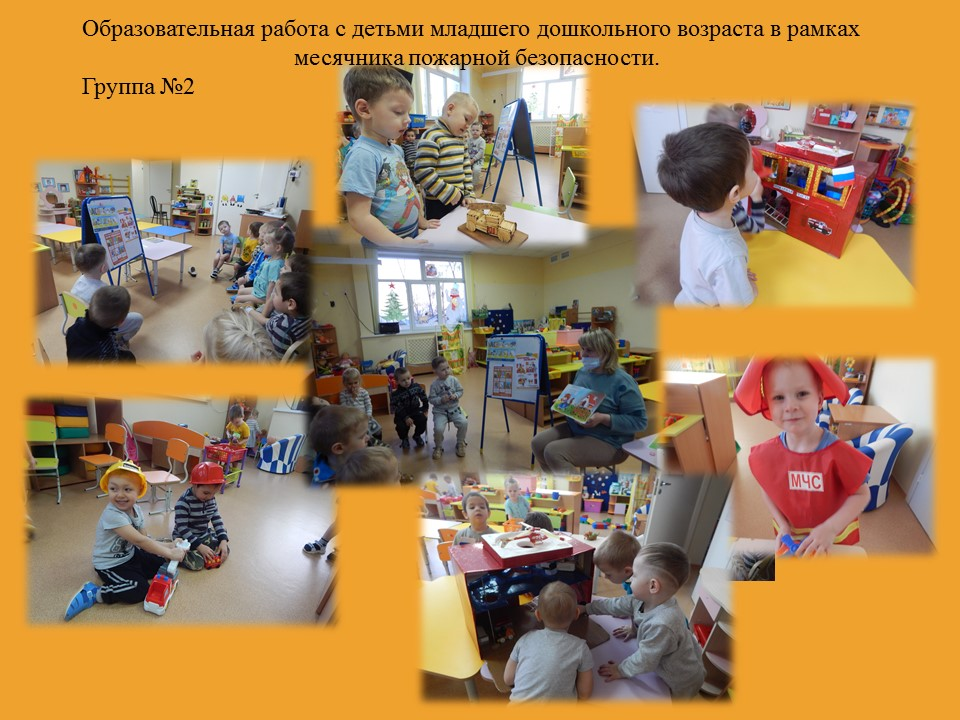 Образовательная работа с детьми младшего дошкольного возраста в рамках
месячника пожарной безопасности.
Группа №2
МЧС